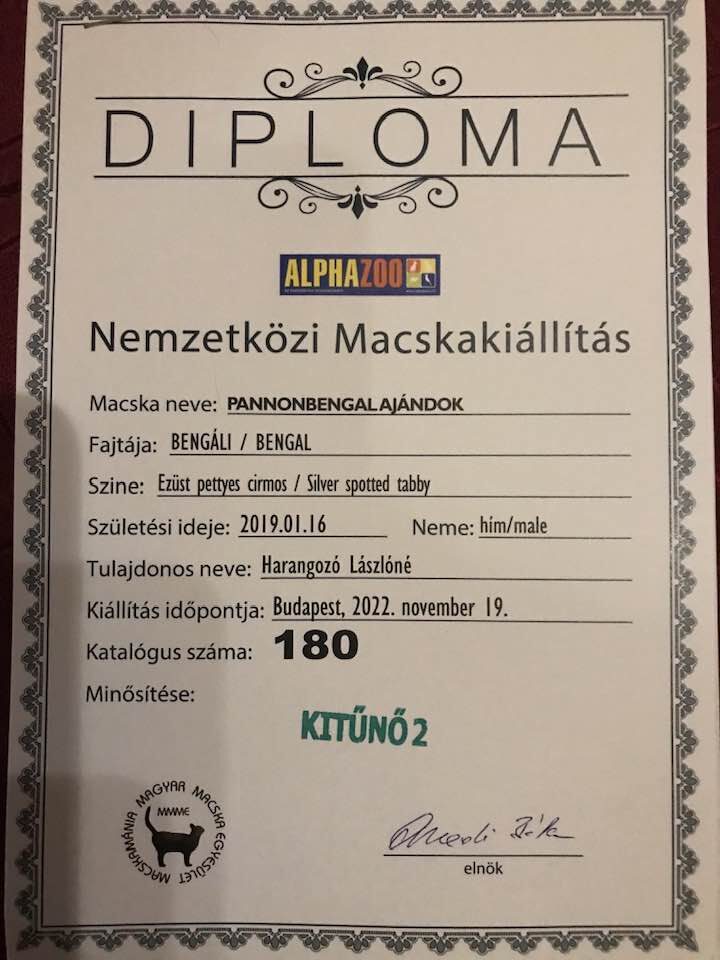 DIPLOMA
ALPHAZOO
Nemzetközi Macskakiállítás
Macska neve: PANNONBENGAL AJÁNDOK
Fajtája: BENGÁLI / BENGAL
Szine: Ezüst pettyes cirmos / Silver spotted tabby
Születési ideje: 2019.01.16 Neme: hím/male
Tulajdonos neve: Harangozó Lászlóné
Kiállítás időpontja: Budapest, 2022. november 19.
Katalógus száma: 180
Minősítése:
KITŰNŐ 2
MACSKAMÁNIA MAGYAR MACSKA EGYESÜLET
MMME
elnök